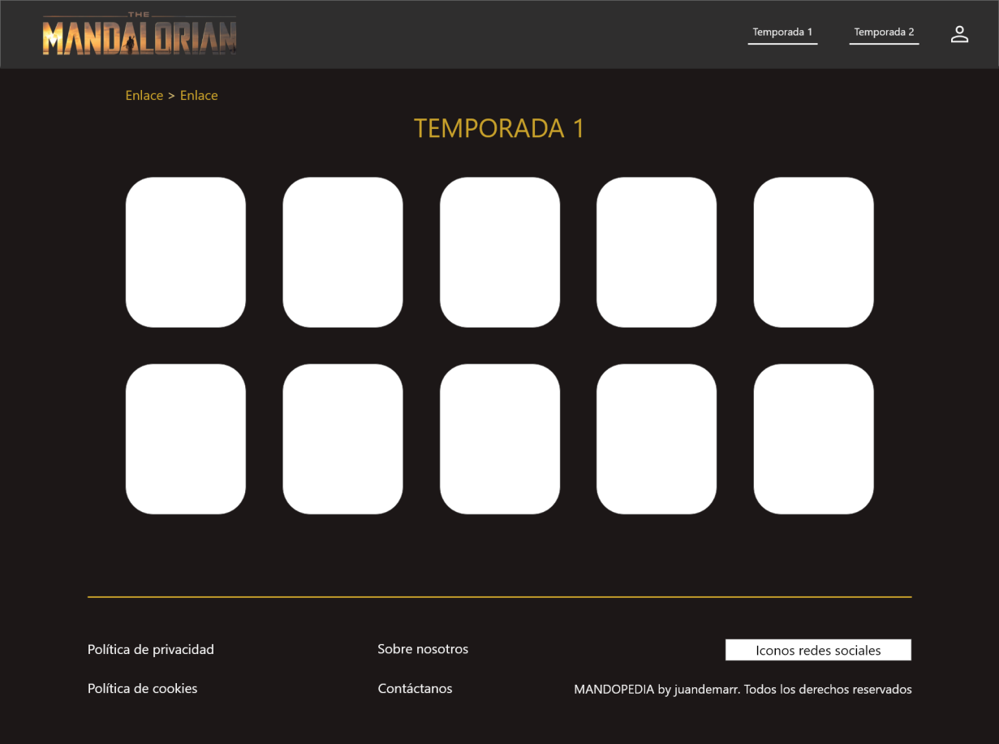 THE
MANDALORIAN
Temporada 1
Temporada 2
Enlace > Enlace
TEMPORADA 1
Política de privacidad
Sobre nosotros
Iconos redes sociales
Política de cookies
Contáctanos
MANDOPEDIA by juandemarr. Todos los derechos reservados